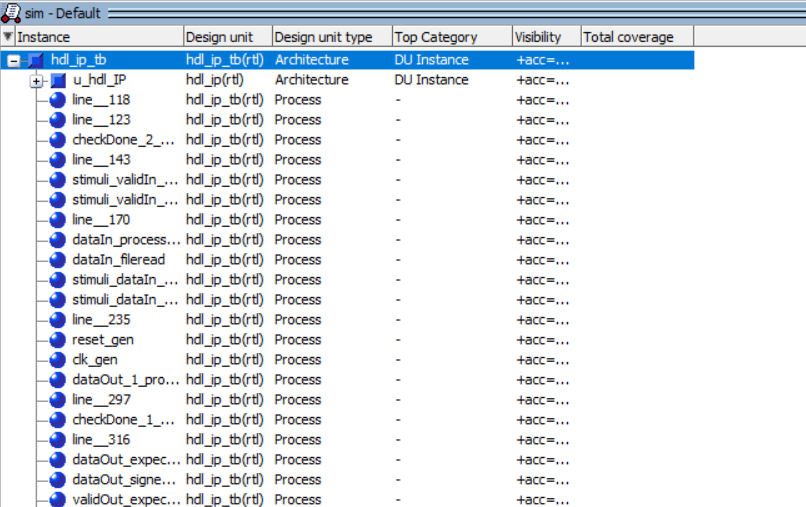 sim - Default
Instance Design unit Design unit type Top Category Visibility Total coverage
hdl_ip_tb hdl_ip_tb(rtl) Architecture DU Instance +acc=...
u_hdl_IP hdl_ip(rtl) Architecture DU Instance +acc=...
line__118 hdl_ip_tb(rtl) Process - +acc=...
line__123 hdl_ip_tb(rtl) Process - +acc=...
checkDone_2_... hdl_ip_tb(rtl) Process - +acc=...
line__143 hdl_ip_tb(rtl) Process - +acc=...
stimuli_validIn_... hdl_ip_tb(rtl) Process - +acc=...
stimuli_validIn_... hdl_ip_tb(rtl) Process - +acc=...
line__170 hdl_ip_tb(rtl) Process - +acc=...
dataIn_process... hdl_ip_tb(rtl) Process - +acc=...
dataIn_fileread hdl_ip_tb(rtl) Process - +acc=...
stimuli_dataIn_... hdl_ip_tb(rtl) Process - +acc=...
stimuli_dataIn_... hdl_ip_tb(rtl) Process - +acc=...
line__235 hdl_ip_tb(rtl) Process - +acc=...
reset_gen hdl_ip_tb(rtl) Process - +acc=...
clk_gen hdl_ip_tb(rtl) Process - +acc=...
dataOut_1_pro... hdl_ip_tb(rtl) Process - +acc=...
line__297 hdl_ip_tb(rtl) Process - +acc=...
checkDone_1_... hdl_ip_tb(rtl) Process - +acc=...
line__316 hdl_ip_tb(rtl) Process - +acc=...
dataOut_expec... hdl_ip_tb(rtl) Process - +acc=...
dataOut_signe... hdl_ip_tb(rtl) Process - +acc=...
validOut_expec... hdl_ip_tb(rtl) Process - +acc=...